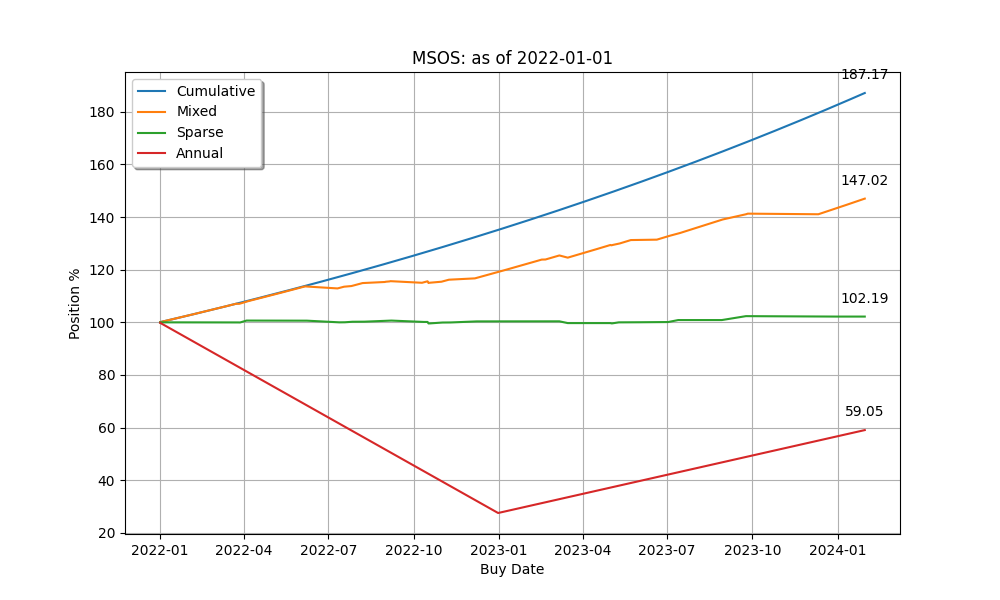 MSOS: as of 2022-01-01
187.17
Cumulative
Mixed
Sparse
Annual
147.02
102.19
59.05
Position %
180
160
140
120
100
80
60
40
20
2022-01 2022-04 2022-07 2022-10 2023-01 2023-04 2023-07 2023-10 2024-01
Buy Date